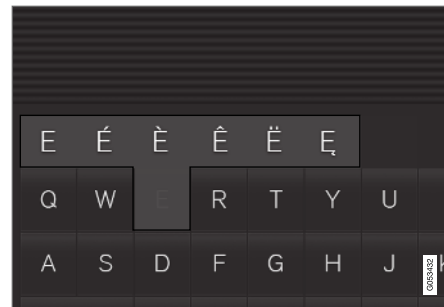 E É È Ê Ë Ę
Q W E R T Y U
A S D F G H J K
G053432